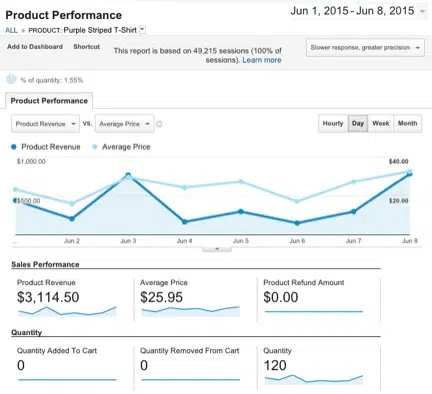 Product Performance
Jun 1, 2015 - Jun 8, 2015
ALL » PRODUCT: Purple Striped T-Shirt
Add to Dashboard Shortcut
This report is based on 49,215 sessions (100% of
sessions). Learn more
Slower response, greater precision
% of quantity: 1.55%
Product Performance
Product Revenue VS. Average Price
Hourly Day Week Month
Product Revenue Average Price
$1,000.00 $40.00
$500.00 $20.00
... Jun 2 Jun 3 Jun 4 Jun 5 Jun 6 Jun 7 Jun 8
Sales Performance
Product Revenue Average Price Product Refund Amount
$3,114.50 $25.95 $0.00
Quantity
Quantity Added To Cart Quantity Removed From Cart Quantity
0 0 120